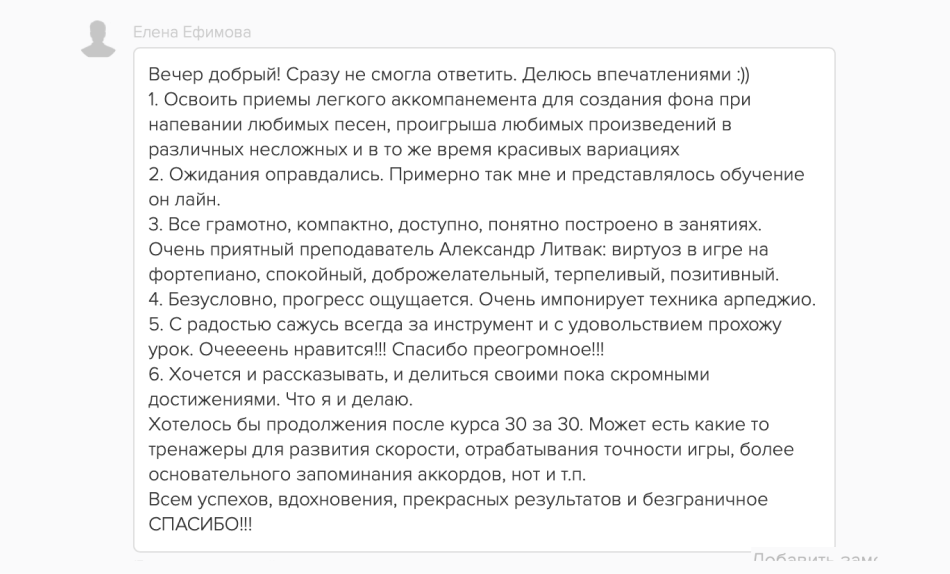 Елена Ефимова
Вечер добрый! Сразу не смогла ответить. Делюсь впечатлениями :))
1. Освоить приемы легкого аккомпанемента для создания фона при
напевании любимых песен, проигрыша любимых произведений в
различных несложных и в то же время красивых вариациях
2. Ожидания оправдались. Примерно так мне и представлялось обучение
он лайн.
3. Все грамотно, компактно, доступно, понятно построено в занятиях.
Очень приятный преподаватель Александр Литвак: виртуоз в игре на
фортепиано, спокойный, доброжелательный, терпеливый, позитивный.
4. Безусловно, прогресс ощущается. Очень импонирует техника арпеджио.
5. С радостью сажусь всегда за инструмент и с удовольствием прохожу
урок. Очеееень нравится!!! Спасибо преогромное!!!
6. Хочется и рассказывать, и делиться своими пока скромными
достижениями. Что я и делаю.
Хотелось бы продолжения после курса 30 за 30. Может есть какие то
тренажеры для развития скорости, отрабатывания точности игры, более
основательного запоминания аккордов, нот и т.п.
Всем успехов, вдохновения, прекрасных результатов и безграничное
СПАСИБО!!!
Добавить